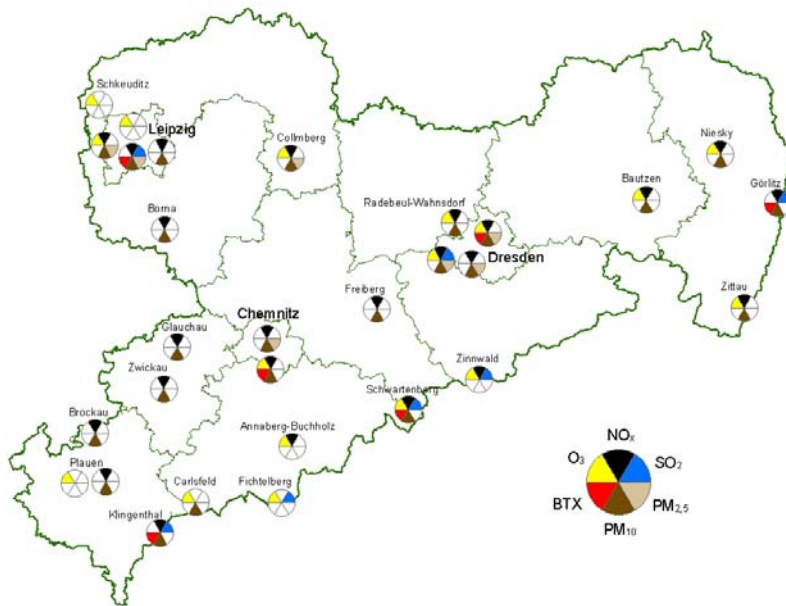 Schkeuditz
Leipzig
Collmberg
Niesky
Bautzen
Görlitz
Borna
Radebeul-Wahnsdorf
Dresden
Freiberg
Zittau
Chemnitz
Glauchau
Zwickau
Zinnwald
Schwartenberg
Brockau
Annaberg-Buchholz
Plauen
Carlsfeld
Fichtelberg
Klingenthal
NOₓ
O₃
SO₂
BTX
PM₂,₅
PM₁₀